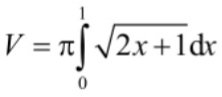 V = π∫₀¹ √(2x+1)dx